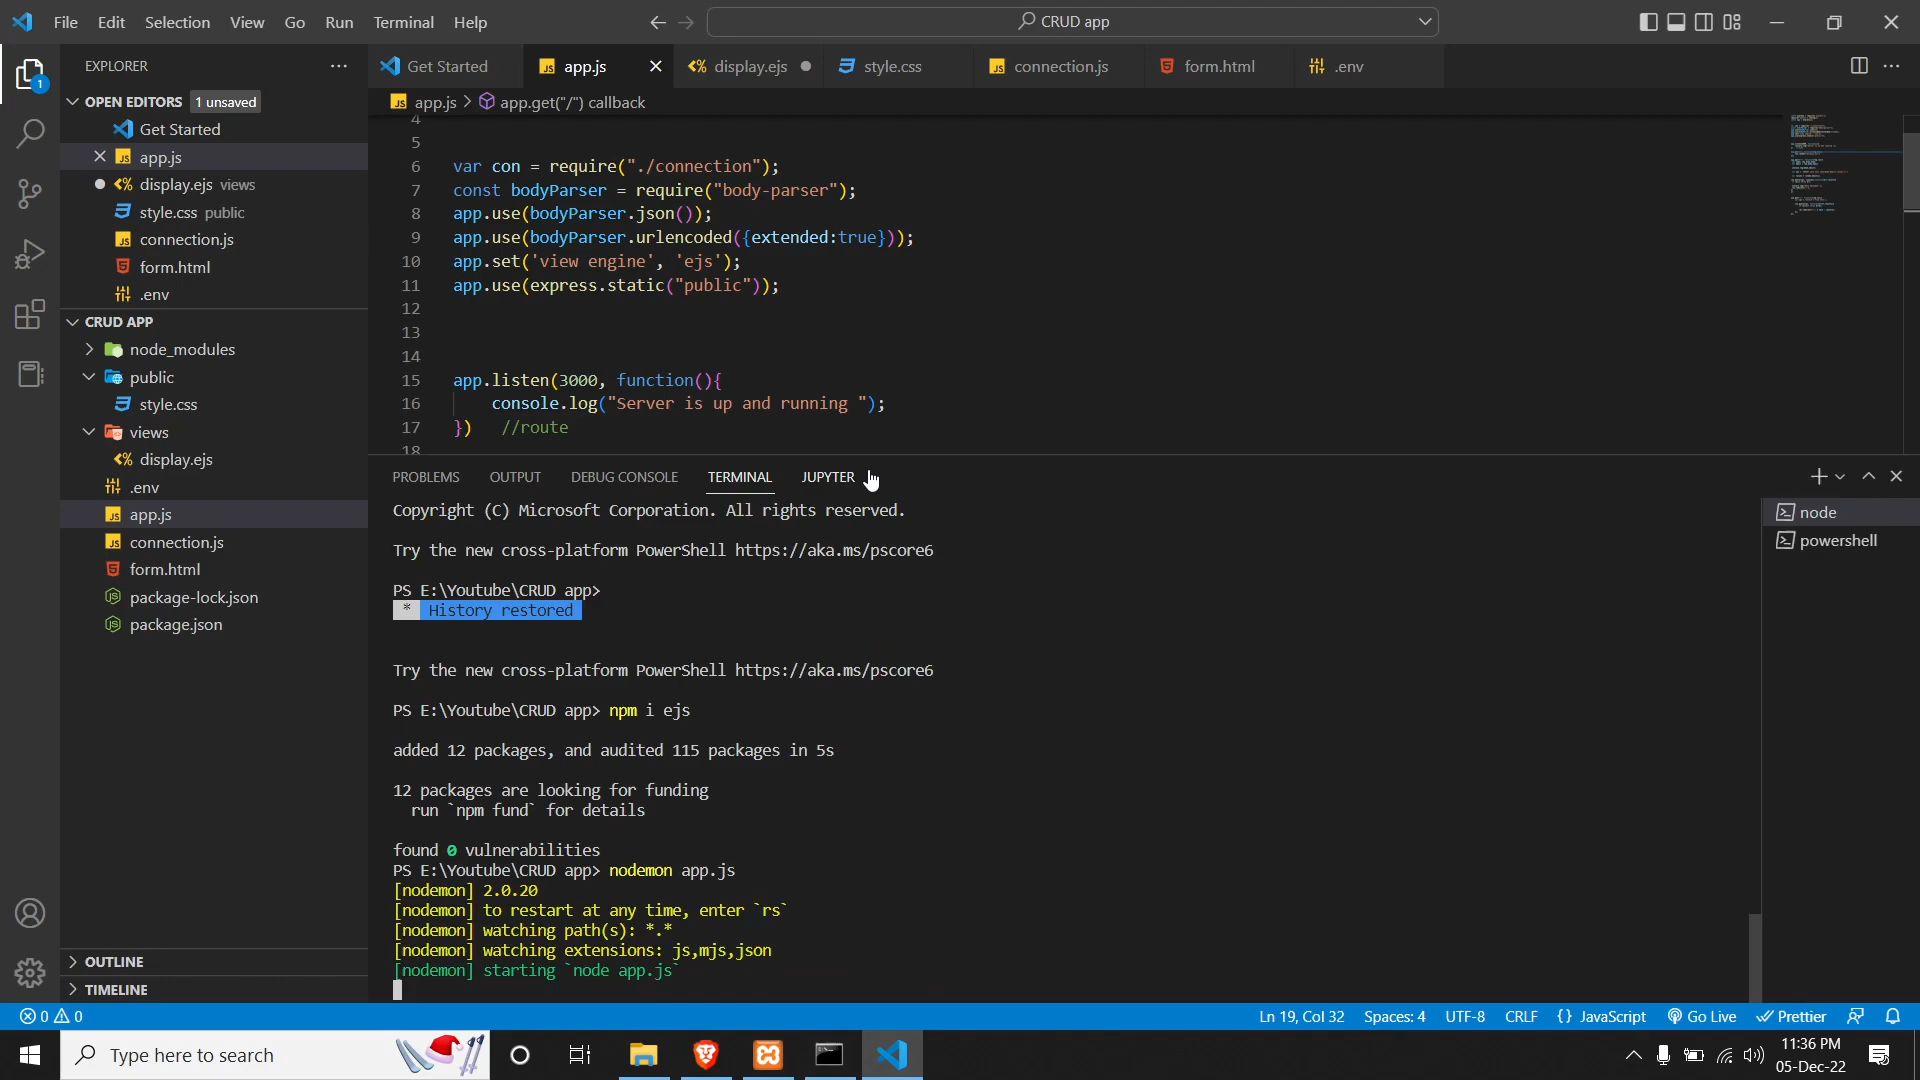 File Edit Selection View Go Run Terminal Help
CRUD app
EXPLORER
OPEN EDITORS 1 unsaved
Get Started
app.js
display.ejs views
style.css public
connection.js
form.html
.env
CRUD APP
node_modules
public
style.css
views
display.ejs
.env
app.js
connection.js
form.html
package-lock.json
package.json
OUTLINE
TIMELINE
Get Started app.js display.ejs style.css connection.js form.html .env
app.js > app.get("/") callback
4
5
6 var con = require("./connection");
7 const bodyParser = require("body-parser");
8 app.use(bodyParser.json());
9 app.use(bodyParser.urlencoded({extended:true}));
10 app.set('view engine', 'ejs');
11 app.use(express.static("public"));
12
13
14
15 app.listen(3000, function(){
16 console.log("Server is up and running ");
17 }) //route
18
PROBLEMS OUTPUT DEBUG CONSOLE TERMINAL JUPYTER
Copyright (C) Microsoft Corporation. All rights reserved.
Try the new cross-platform PowerShell https://aka.ms/pscore6
PS E:\Youtube\CRUD app>
* History restored
Try the new cross-platform PowerShell https://aka.ms/pscore6
PS E:\Youtube\CRUD app> npm i ejs
added 12 packages, and audited 115 packages in 5s
12 packages are looking for funding
run `npm fund` for details
found 0 vulnerabilities
PS E:\Youtube\CRUD app> nodemon app.js
[nodemon] 2.0.20
[nodemon] to restart at any time, enter `rs`
[nodemon] watching path(s): *.*
[nodemon] watching extensions: js,mjs,json
[nodemon] starting `node app.js`
node
powershell
0 0 Ln 19, Col 32 Spaces: 4 UTF-8 CRLF {} JavaScript Go Live Prettier
Type here to search
11:36 PM
05-Dec-22